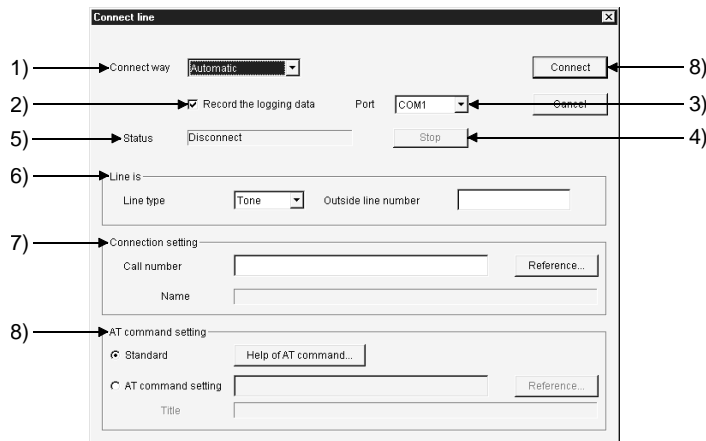 Connect line
1) Connect way Automatic Connect 8)
2) Record the logging data Port COM1 3) Cancel
5) Status Disconnect Stop 4)
6) Line is
Line type Tone Outside line number
7) Connection setting
Call number Reference...
Name
8) AT command setting
Standard Help of AT command...
AT command setting Reference...
Title